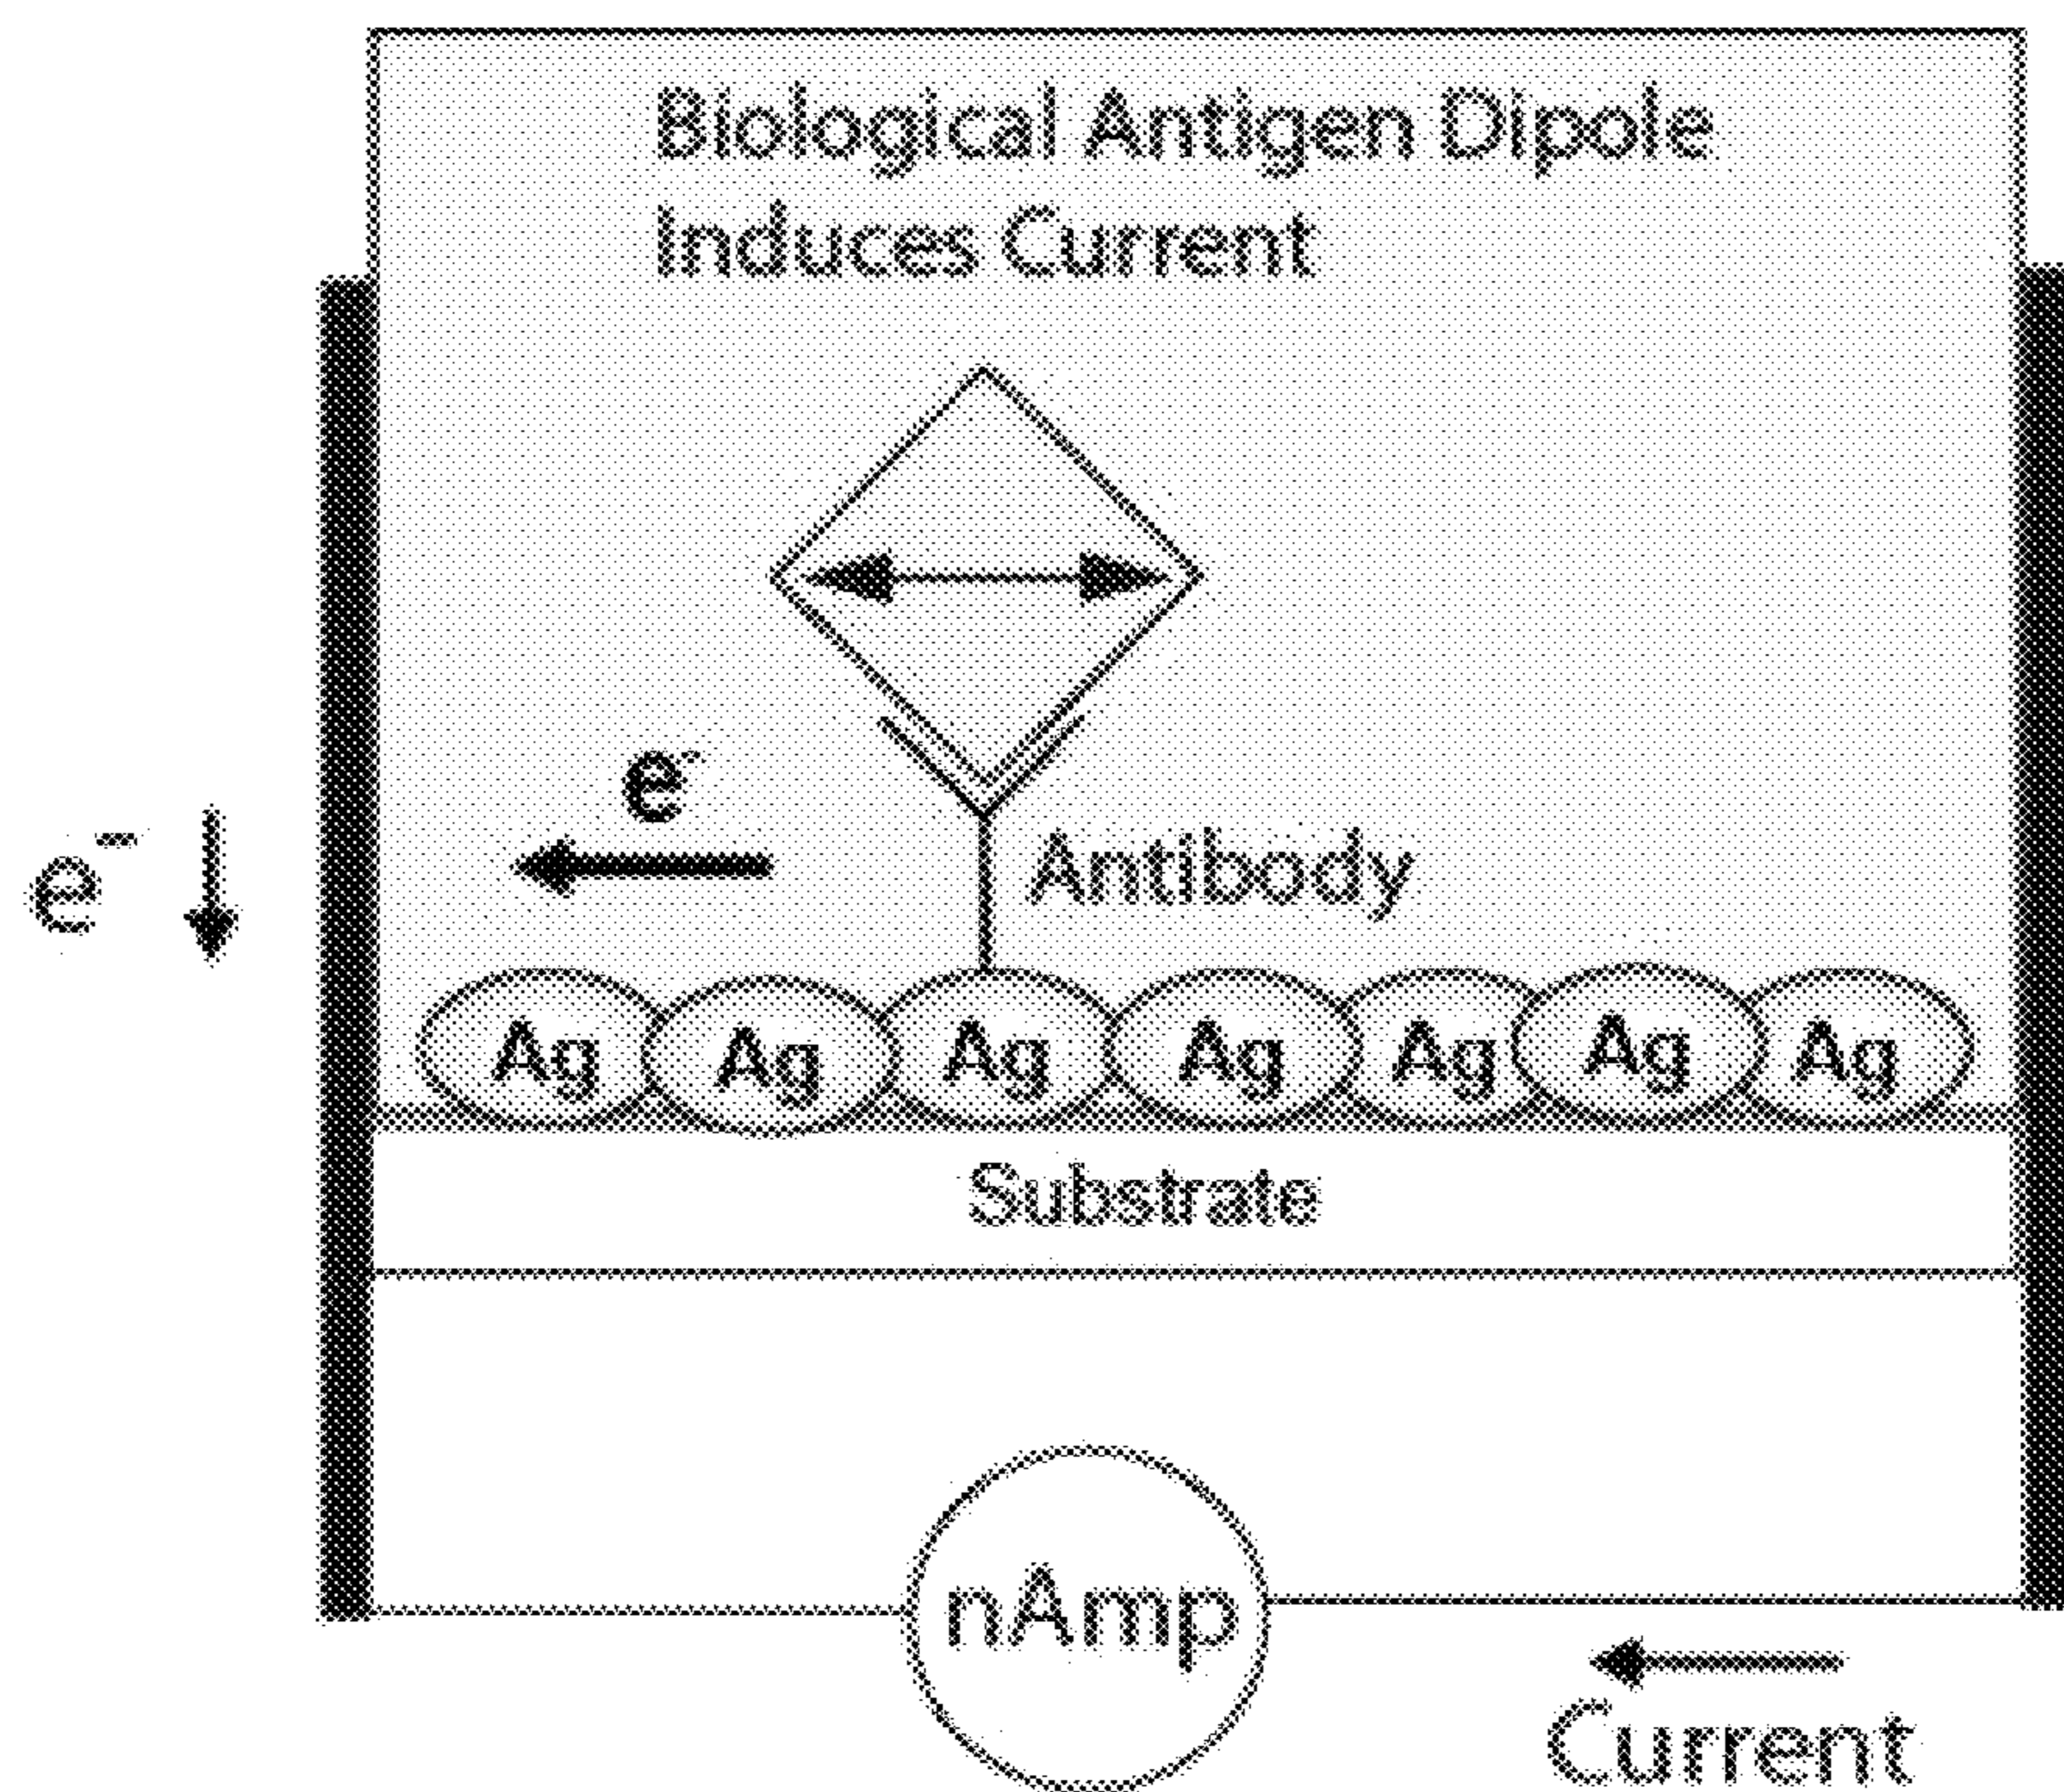 Biological Antigen Dipole
Induces Current
e-
e⁻
Antibody
Ag Ag Ag Ag Ag Ag Ag
Substrate
nAmp
Current